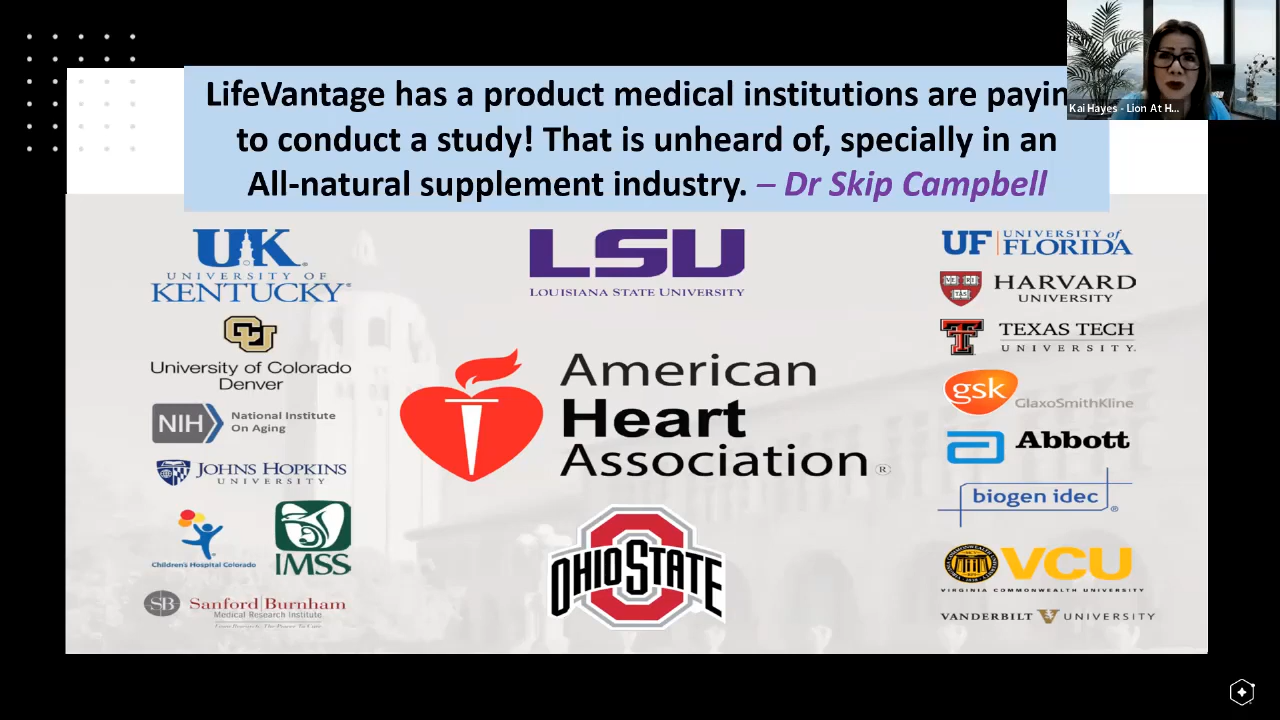 LifeVantage has a product medical institutions are payin
to conduct a study! That is unheard of, specially in an
All-natural supplement industry. – Dr Skip Campbell
Kai Hayes - Lion At H...
UK
UNIVERSITY OF
KENTUCKY
CU
University of Colorado
Denver
NIH
National Institute
On Aging
JOHNS HOPKINS
UNIVERSITY
Children's Hospital Colorado
IMSS
SB
Sanford Burnham
Medical Research Institute
LSU
LOUISIANA STATE UNIVERSITY
American
Heart
Association
®
OHIO STATE
UF
UNIVERSITY of
FLORIDA
HARVARD
UNIVERSITY
TEXAS TECH
UNIVERSITY.
gsk
GlaxoSmithKline
Abbott
biogen idec
®
VCU
VIRGINIA COMMONWEALTH UNIVERSITY
VANDERBILT V UNIVERSITY